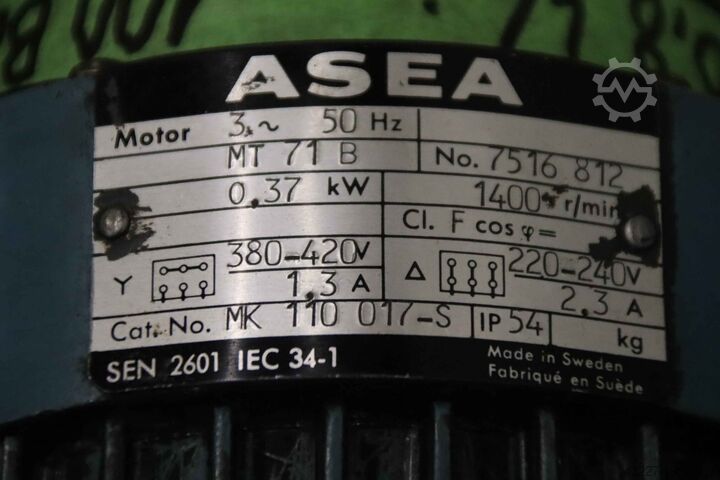 ASEA
Motor 3 ~ 50 Hz
MT 71 B No. 7516 812
0,37 kW 1400 r/min
Cl. F cos φ=
Y 380-420 V Δ 220-240 V
1,3 A 2,3 A
Cat. No. MK 110 017-S IP 54 kg
SEN 2601 IEC 34-1
Made in Sweden
Fabriqué en Suède